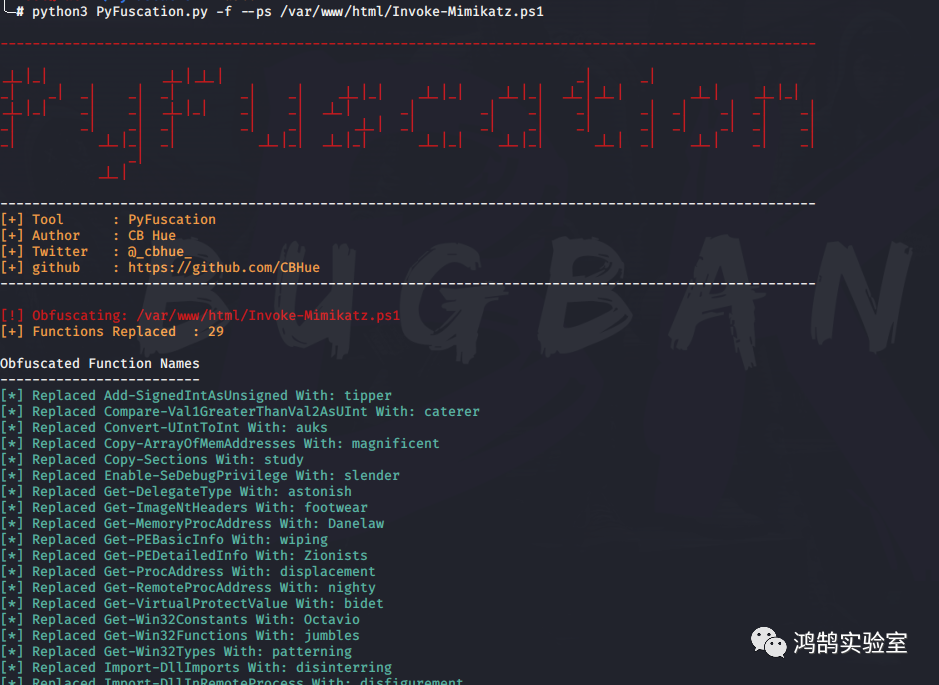 # python3 PyFuscation.py -f --ps /var/www/html/Invoke-Mimikatz.ps1
PyFuscation
[+] Tool      : PyFuscation
[+] Author    : CB Hue
[+] Twitter   : @_cbhue_
[+] github    : https://github.com/CBHue
BUGBAN
[!] Obfuscating: /var/www/html/Invoke-Mimikatz.ps1
[+] Functions Replaced  : 29
Obfuscated Function Names
[*] Replaced Add-SignedIntAsUnsigned With: tipper
[*] Replaced Compare-Val1GreaterThanVal2AsUInt With: caterer
[*] Replaced Convert-UIntToInt With: auks
[*] Replaced Copy-ArrayOfMemAddresses With: magnificent
[*] Replaced Copy-Sections With: study
[*] Replaced Enable-SeDebugPrivilege With: slender
[*] Replaced Get-DelegateType With: astonish
[*] Replaced Get-ImageNtHeaders With: footwear
[*] Replaced Get-MemoryProcAddress With: Danelaw
[*] Replaced Get-PEBasicInfo With: wiping
[*] Replaced Get-PEDetailedInfo With: Zionists
[*] Replaced Get-ProcAddress With: displacement
[*] Replaced Get-RemoteProcAddress With: nighty
[*] Replaced Get-VirtualProtectValue With: bidet
[*] Replaced Get-Win32Constants With: Octavio
[*] Replaced Get-Win32Functions With: jumbles
[*] Replaced Get-Win32Types With: patterning
[*] Replaced Import-DllImports With: disinterring
[*] Replaced Import-DllInRemoteProcess With: disfigurement
鸿鹄实验室